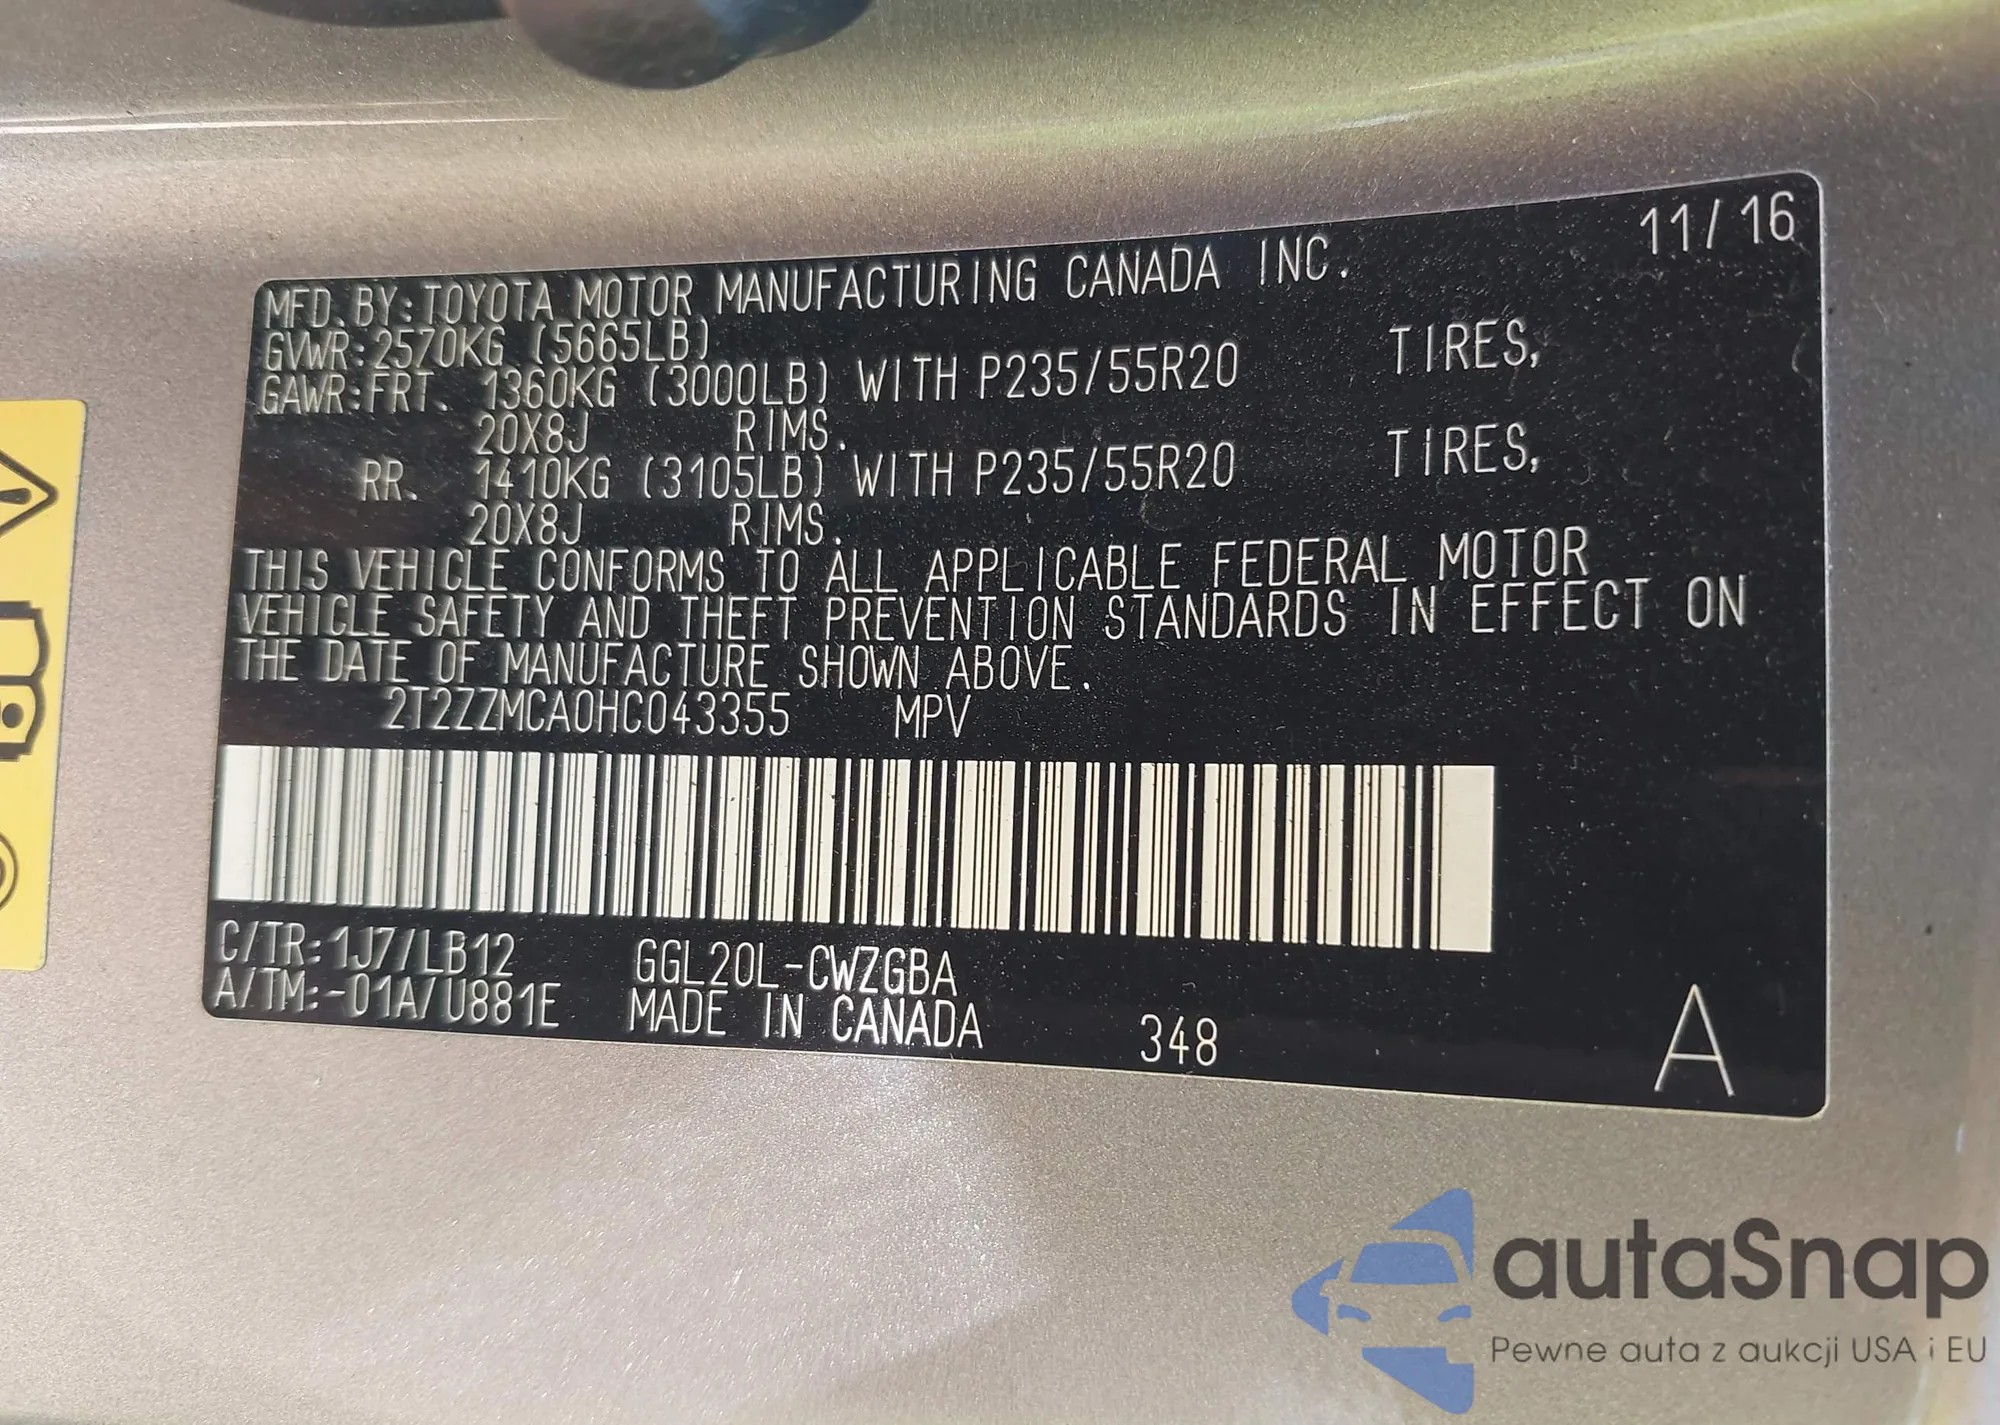 11/16
MFD. BY: TOYOTA MOTOR MANUFACTURING CANADA INC.
GVWR: 2570KG (5665LB)
GAWR: FRT. 1360KG (3000LB) WITH P235/55R20 TIRES,
20X8J RIMS.
RR. 1410KG (3105LB) WITH P235/55R20 TIRES,
20X8J RIMS.
THIS VEHICLE CONFORMS TO ALL APPLICABLE FEDERAL MOTOR
VEHICLE SAFETY AND THEFT PREVENTION STANDARDS IN EFFECT ON
THE DATE OF MANUFACTURE SHOWN ABOVE.
2T2ZZMCA0HC043355 MPV
C/TR: 1J7/LB12 GGL20L-CWZGBA
A/TM: -01A/U881E MADE IN CANADA 348 A
autaSnap
Pewne auta z aukcji USA i EU